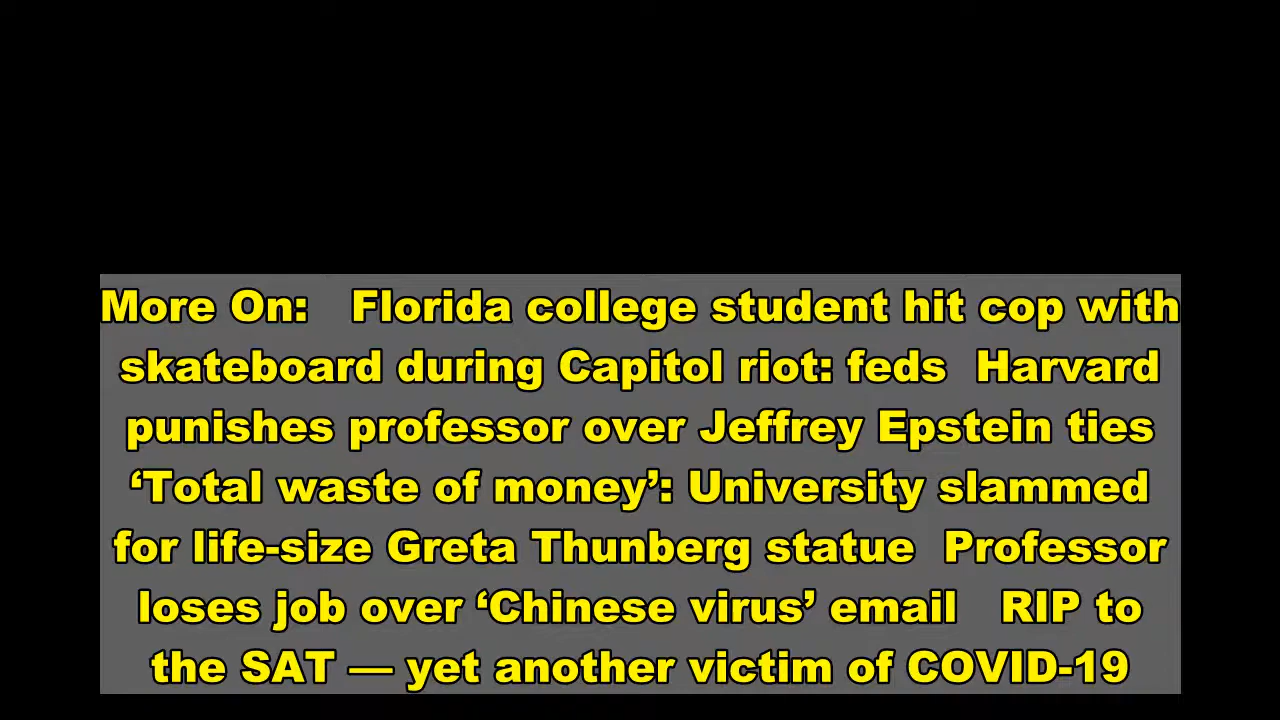 More On:   Florida college student hit cop with
skateboard during Capitol riot: feds  Harvard
punishes professor over Jeffrey Epstein ties
‘Total waste of money’: University slammed
for life-size Greta Thunberg statue  Professor
loses job over ‘Chinese virus’ email   RIP to
the SAT — yet another victim of COVID-19